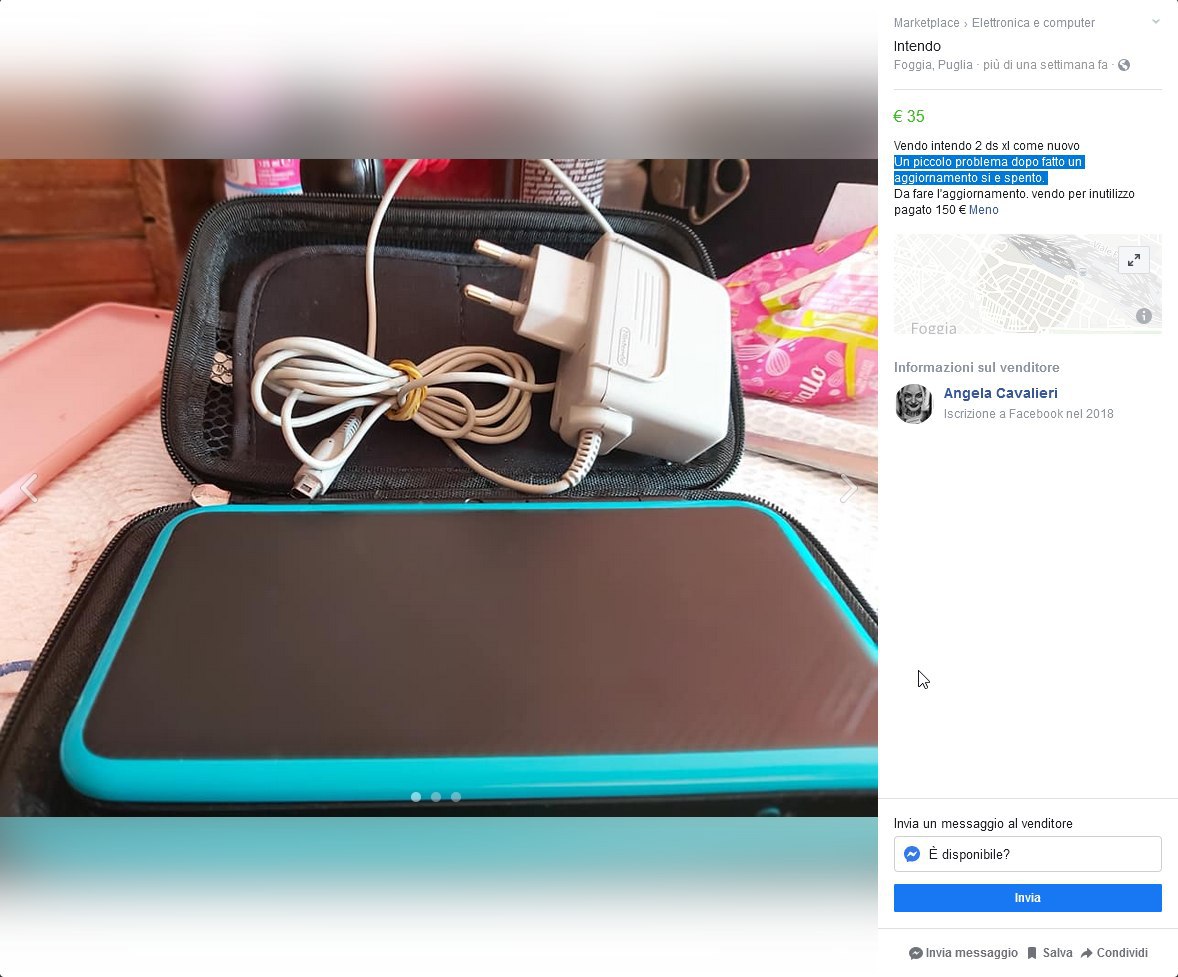 Marketplace › Elettronica e computer
Intendo
Foggia, Puglia · più di una settimana fa ·
€ 35
Vendo intendo 2 ds xl come nuovo
Un piccolo problema dopo fatto un
aggiornamento si e spento.
Da fare l'aggiornamento. vendo per inutilizzo
pagato 150 € Meno
Viale
Foggia
Informazioni sul venditore
Angela Cavalieri
Iscrizione a Facebook nel 2018
Invia un messaggio al venditore
È disponibile?
Invia
Invia messaggio Salva Condividi
Nintendo